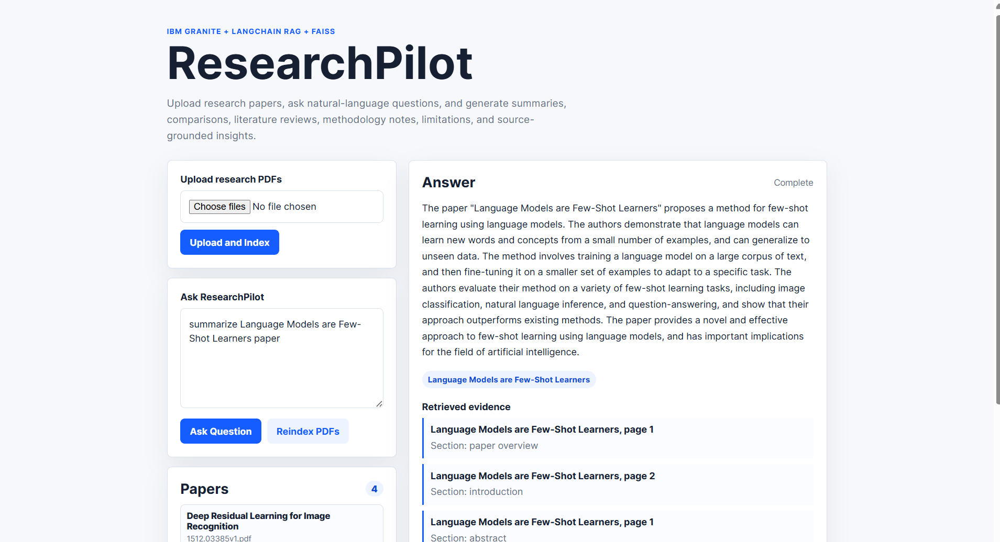 IBM GRANITE + LANGCHAIN RAG + FAISS
ResearchPilot
Upload research papers, ask natural-language questions, and generate summaries,
comparisons, literature reviews, methodology notes, limitations, and source-
grounded insights.
Upload research PDFs
Choose files No file chosen
Upload and Index
Ask ResearchPilot
summarize Language Models are Few-
Shot Learners paper
Ask Question
Reindex PDFs
Papers
4
Deep Residual Learning for Image
Recognition
1512.03385v1.pdf
Answer
Complete
The paper "Language Models are Few-Shot Learners" proposes a method for few-shot
learning using language models. The authors demonstrate that language models can
learn new words and concepts from a small number of examples, and can generalize to
unseen data. The method involves training a language model on a large corpus of text,
and then fine-tuning it on a smaller set of examples to adapt to a specific task. The
authors evaluate their method on a variety of few-shot learning tasks, including image
classification, natural language inference, and question-answering, and show that their
approach outperforms existing methods. The paper provides a novel and effective
approach to few-shot learning using language models, and has important implications
for the field of artificial intelligence.
Language Models are Few-Shot Learners
Retrieved evidence
Language Models are Few-Shot Learners, page 1
Section: paper overview
Language Models are Few-Shot Learners, page 2
Section: introduction
Language Models are Few-Shot Learners, page 1
Section: abstract